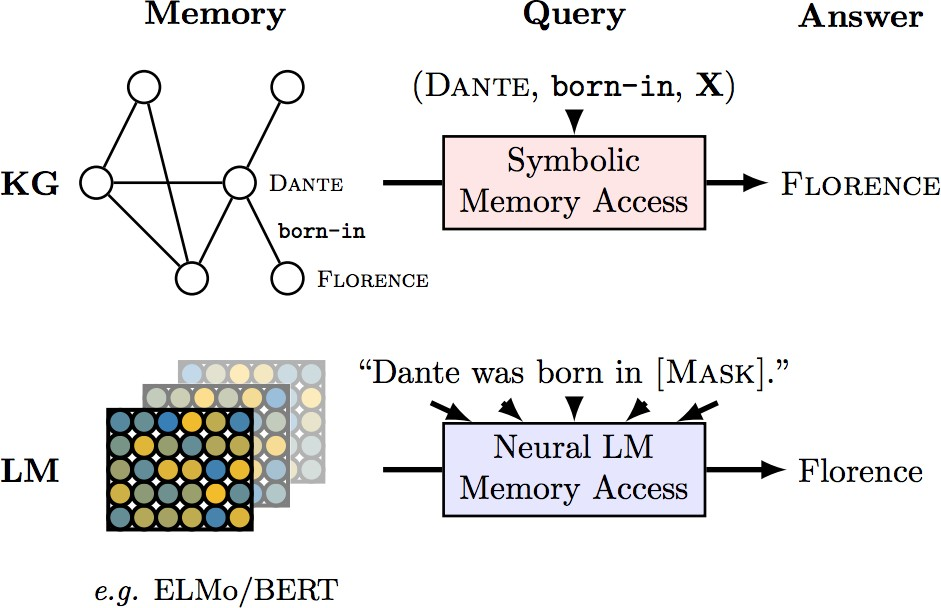 Memory Query Answer
(DANTE, born-in, X)
KG
DANTE
born-in
FLORENCE
Symbolic
Memory Access
FLORENCE
“Dante was born in [MASK].”
LM
Neural LM
Memory Access
Florence
e.g. ELMo/BERT